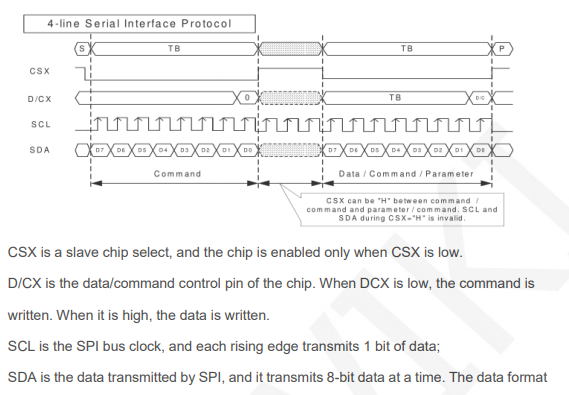 4-line Serial Interface Protocol
S TB TB P
CSX
D/CX 0 TB D/C
SCL
SDA D7 D6 D5 D4 D3 D2 D1 D0 D7 D6 D5 D4 D3 D2 D1 D0
Command Data / Command / Parameter
CSX can be "H" between command /
command and parameter / command. SCL and
SDA during CSX="H" is invalid.
CSX is a slave chip select, and the chip is enabled only when CSX is low.
D/CX is the data/command control pin of the chip. When DCX is low, the command is
written. When it is high, the data is written.
SCL is the SPI bus clock, and each rising edge transmits 1 bit of data;
SDA is the data transmitted by SPI, and it transmits 8-bit data at a time. The data format